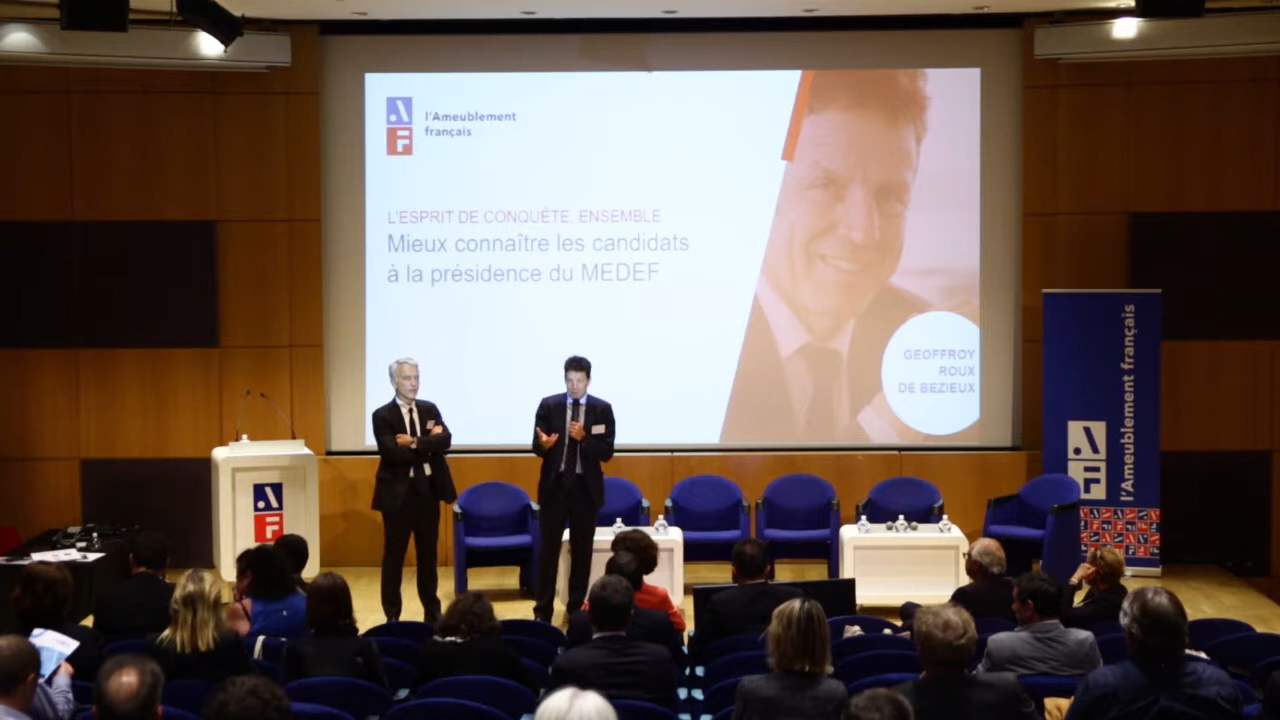 l'Ameublement
français
L'ESPRIT DE CONQUÊTE, ENSEMBLE
Mieux connaître les candidats
à la présidence du MEDEF
GEOFFROY
ROUX
DE BEZIEUX
AF
l'Ameublement français
AF
AF